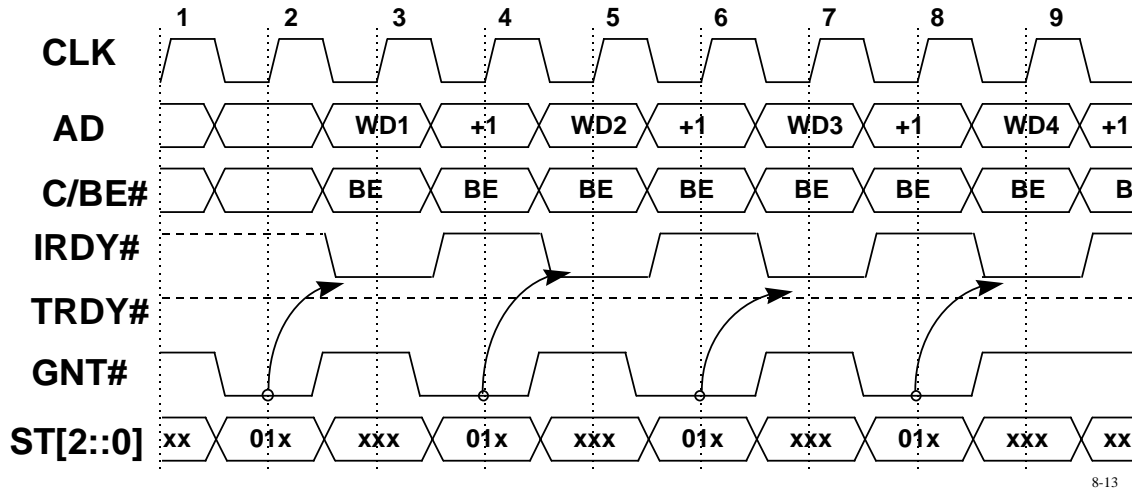 1 2 3 4 5 6 7 8 9
CLK
AD WD1 +1 WD2 +1 WD3 +1 WD4 +1
C/BE# BE BE BE BE BE BE BE B
IRDY#
TRDY#
GNT#
ST[2::0] xx 01x xxx 01x xxx 01x xxx 01x xxx xx
8-13